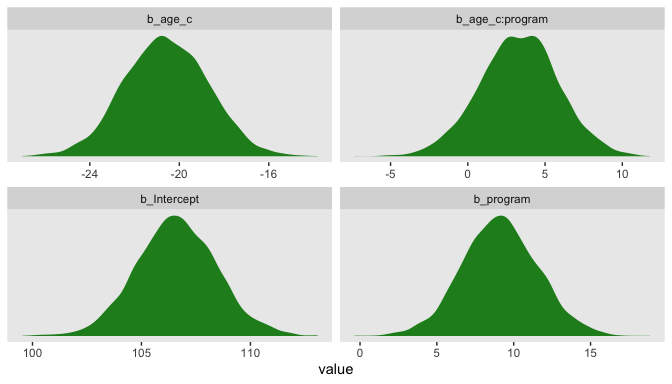 b_age_c
b_age_c:program
-24 -20 -16
-5 0 5 10
b_Intercept
b_program
100 105 110
0 5 10 15
value